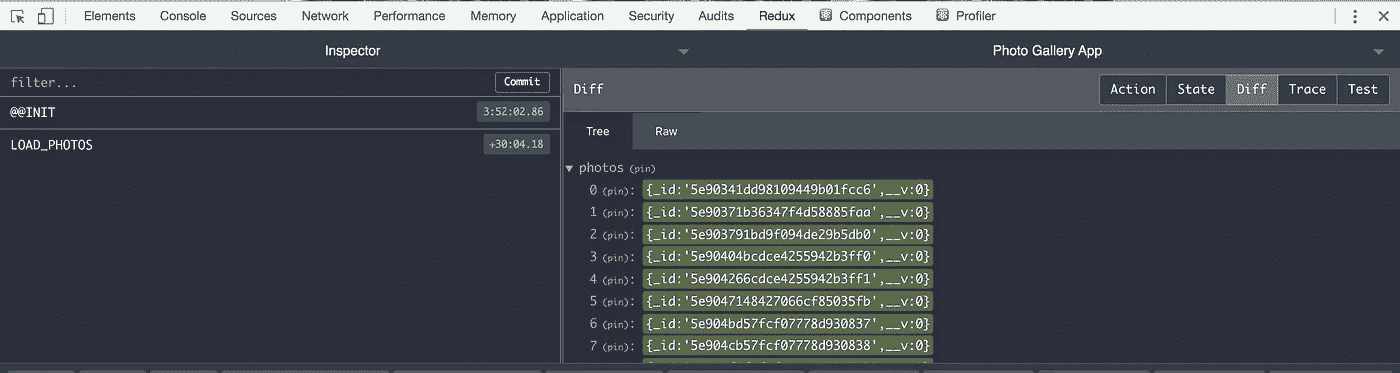 Elements Console Sources Network Performance Memory Application Security Audits Redux Components Profiler
Inspector Photo Gallery App
filter... Commit
@@INIT 3:52:02.86
LOAD_PHOTOS +30:04.18
Diff Action State Diff Trace Test
Tree Raw
photos (pin)
0 (pin): {_id:'5e90341dd98109449b01fcc6',__v:0}
1 (pin): {_id:'5e90371b36347f4d58885faa',__v:0}
2 (pin): {_id:'5e903791bd9f094de29b5db0',__v:0}
3 (pin): {_id:'5e90404bcdce4255942b3ff0',__v:0}
4 (pin): {_id:'5e904266cdce4255942b3ff1',__v:0}
5 (pin): {_id:'5e9047148427066cf85035fb',__v:0}
6 (pin): {_id:'5e904bd57fcf07778d930837',__v:0}
7 (pin): {_id:'5e904cb57fcf07778d930838',__v:0}